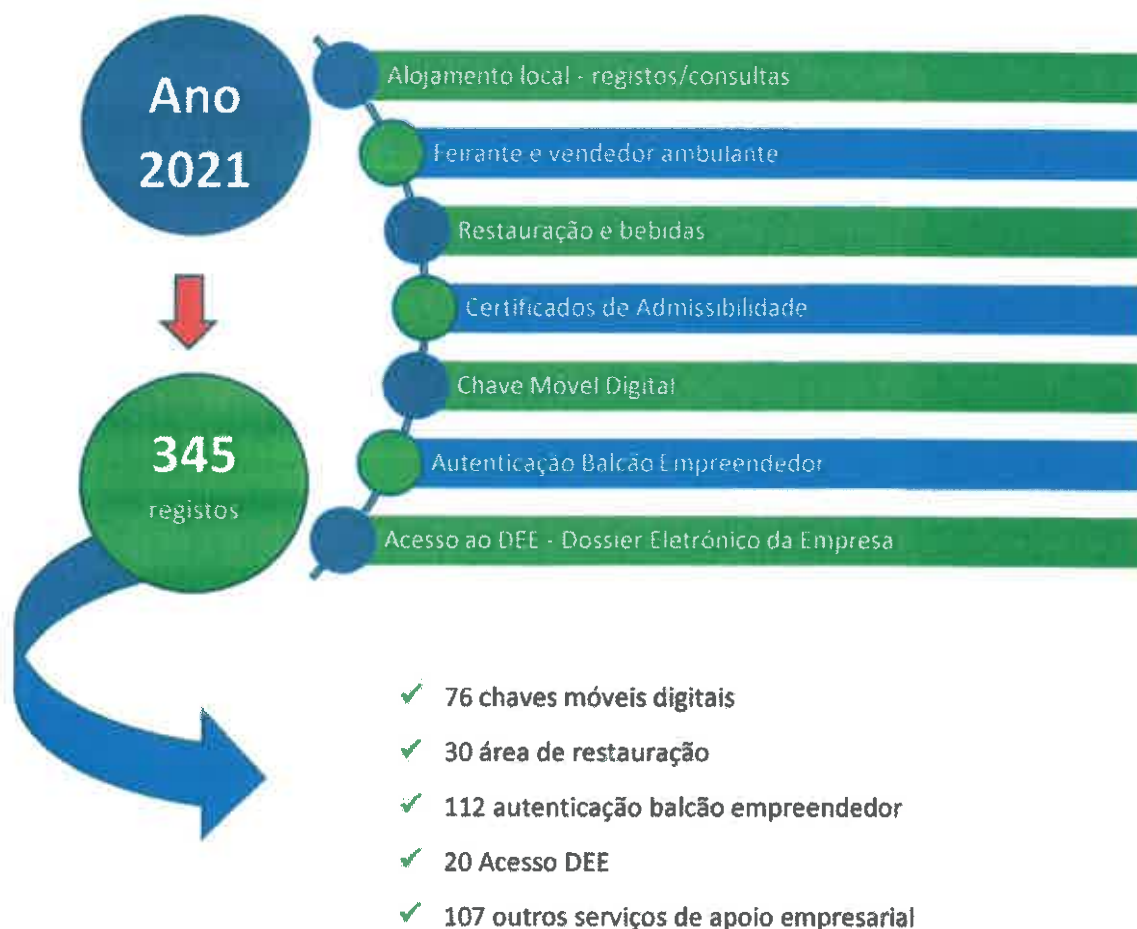 Ano
2021
345
registos
Alojamento local - registos/consultas
Feirante e vendedor ambulante
Restauração e bebidas
Certificados de Admissibilidade
Chave Móvel Digital
Autenticação Balcão Empreendedor
Acesso ao DEE - Dossier Eletrónico da Empresa
✓ 76 chaves móveis digitais
✓ 30 área de restauração
✓ 112 autenticação balcão empreendedor
✓ 20 Acesso DEE
✓ 107 outros serviços de apoio empresarial